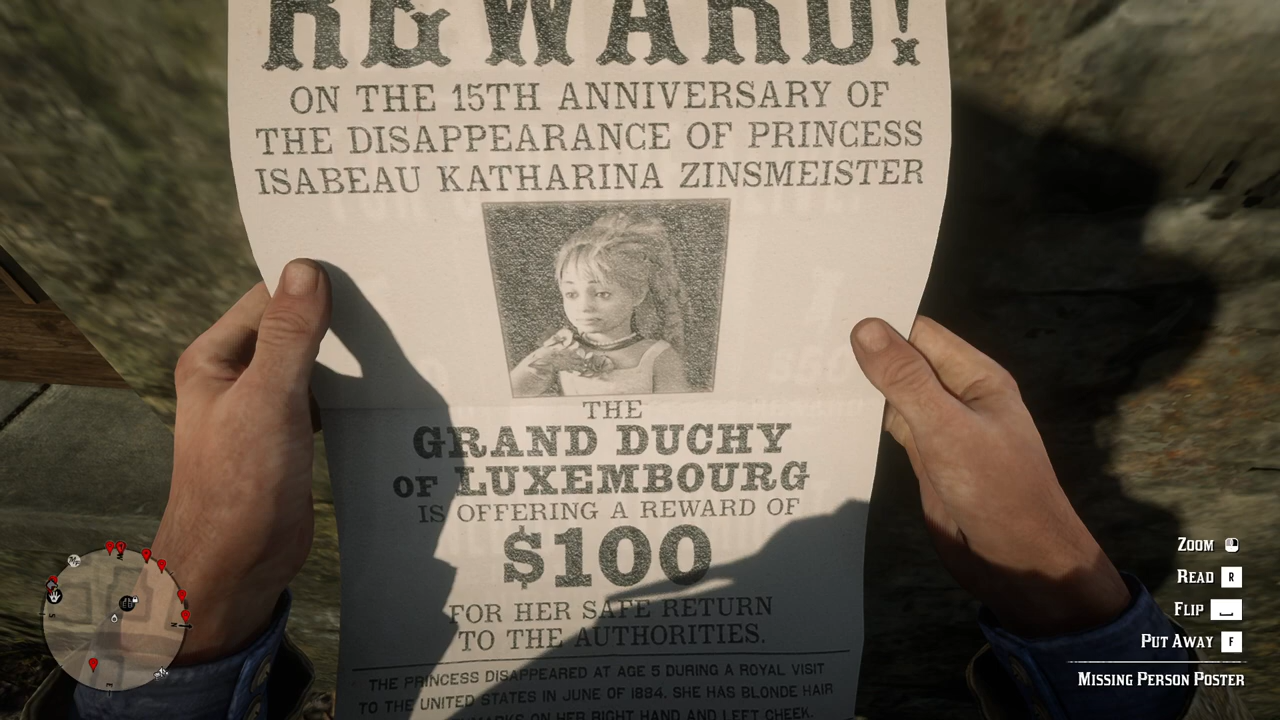 REWARD!
ON THE 15TH ANNIVERSARY OF
THE DISAPPEARANCE OF PRINCESS
ISABEAU KATHARINA ZINSMEISTER
THE
GRAND DUCHY
OF LUXEMBOURG
IS OFFERING A REWARD OF
$100
FOR HER SAFE RETURN
TO THE AUTHORITIES.
THE PRINCESS DISAPPEARED AT AGE 5 DURING A ROYAL VISIT
TO THE UNITED STATES IN JUNE OF 1884. SHE HAS BLONDE HAIR
MARKS ON HER RIGHT HAND AND LEFT CHEEK.
ZOOM
READ R
FLIP
PUT AWAY F
MISSING PERSON POSTER